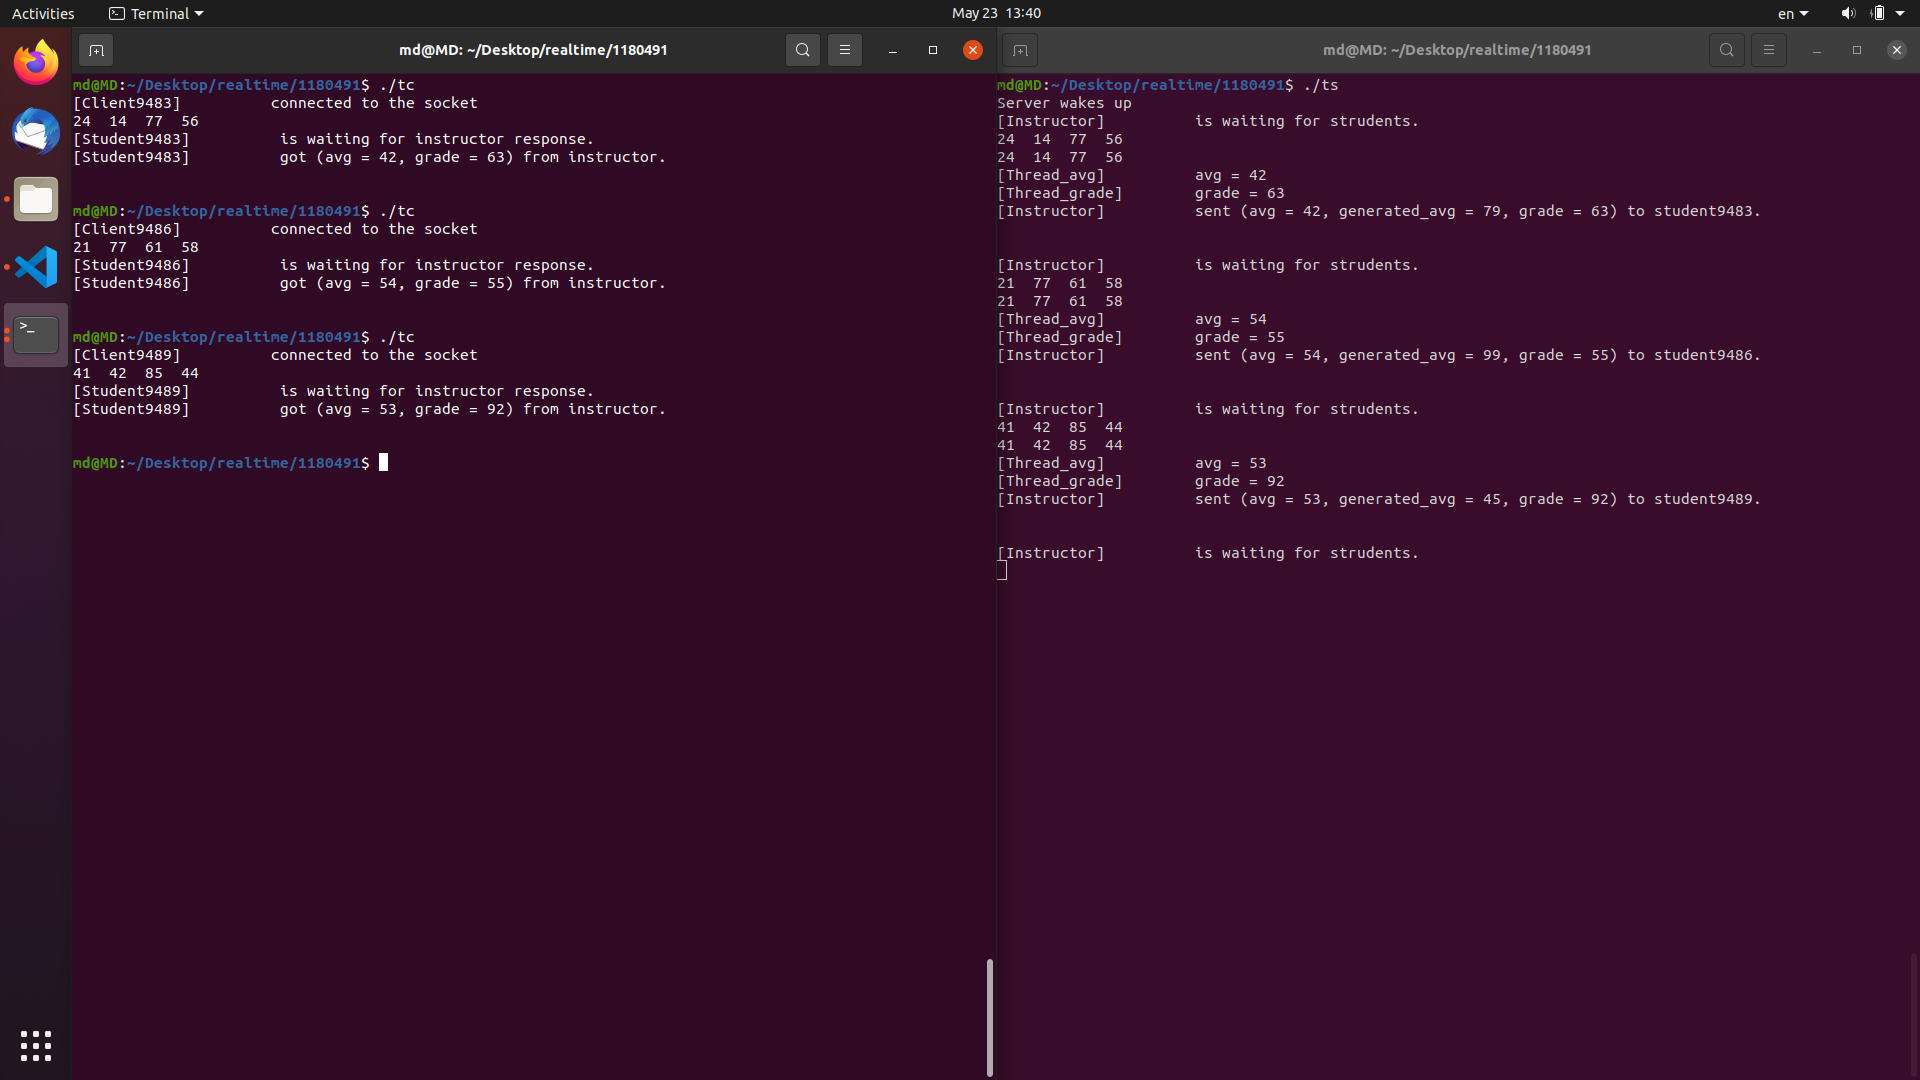 Activities Terminal May 23 13:40 en
md@MD: ~/Desktop/realtime/1180491
md@MD:~/Desktop/realtime/1180491$ ./tc
[Client9483] connected to the socket
24 14 77 56
[Student9483] is waiting for instructor response.
[Student9483] got (avg = 42, grade = 63) from instructor.
md@MD:~/Desktop/realtime/1180491$ ./tc
[Client9486] connected to the socket
21 77 61 58
[Student9486] is waiting for instructor response.
[Student9486] got (avg = 54, grade = 55) from instructor.
md@MD:~/Desktop/realtime/1180491$ ./tc
[Client9489] connected to the socket
41 42 85 44
[Student9489] is waiting for instructor response.
[Student9489] got (avg = 53, grade = 92) from instructor.
md@MD:~/Desktop/realtime/1180491$
md@MD: ~/Desktop/realtime/1180491
md@MD:~/Desktop/realtime/1180491$ ./ts
Server wakes up
[Instructor] is waiting for strudents.
24 14 77 56
24 14 77 56
[Thread_avg] avg = 42
[Thread_grade] grade = 63
[Instructor] sent (avg = 42, generated_avg = 79, grade = 63) to student9483.
[Instructor] is waiting for strudents.
21 77 61 58
21 77 61 58
[Thread_avg] avg = 54
[Thread_grade] grade = 55
[Instructor] sent (avg = 54, generated_avg = 99, grade = 55) to student9486.
[Instructor] is waiting for strudents.
41 42 85 44
41 42 85 44
[Thread_avg] avg = 53
[Thread_grade] grade = 92
[Instructor] sent (avg = 53, generated_avg = 45, grade = 92) to student9489.
[Instructor] is waiting for strudents.